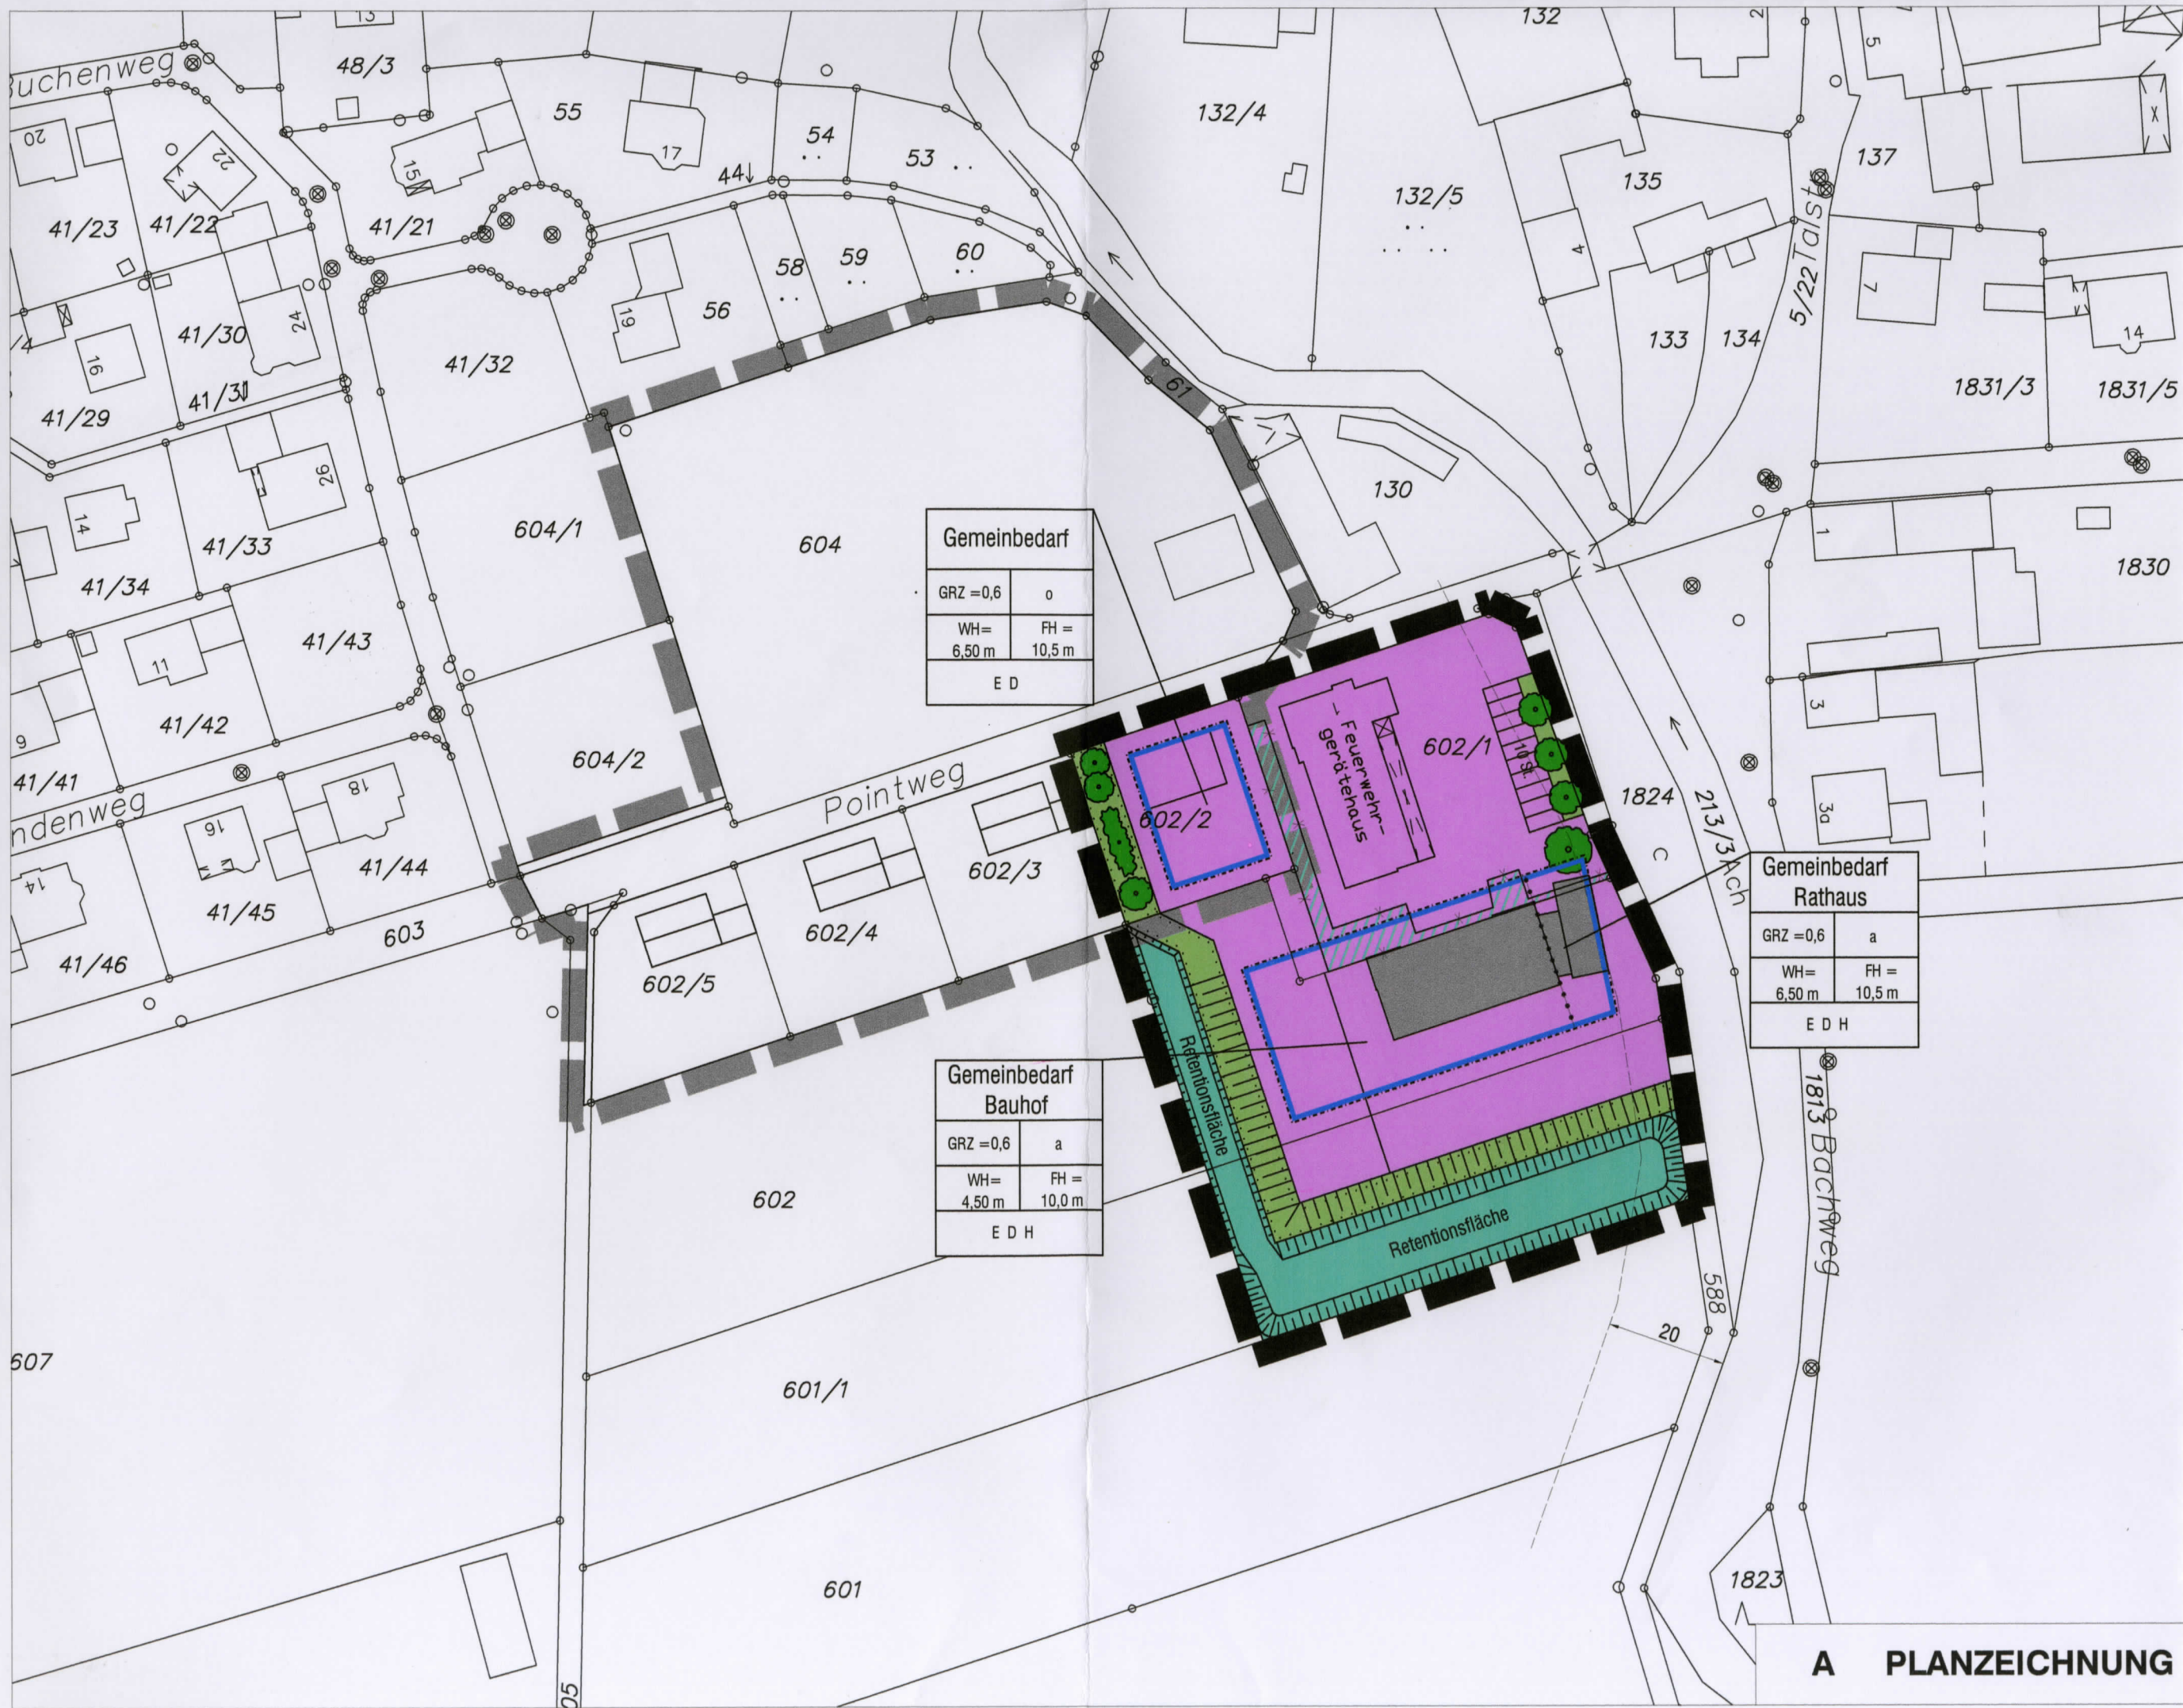 13
132
2
5
Buchenweg
48/3
55
17
54
53
132/4
137
20
22
15
44
132/5
135
41/23
41/22
41/21
58
59
60
4
5/22 Talst
7
24
19
56
133
134
14
41/30
16
41/32
61
1831/3
1831/5
41/29
41/31
26
130
14
41/33
604/1
604
Gemeinbedarf
GRZ =0,6 o
WH= FH =
6,50 m 10,5 m
E D
1
1830
41/34
11
41/43
9
41/42
604/2
602/1
10 St.
Feuerwehr-
gerätehaus
3
41/41
Pointweg
1824
213/3 Ach
3a
ndenweg
16
18
602/2
14
41/44
602/3
Gemeinbedarf
Rathaus
GRZ =0,6 a
WH= FH =
6,50 m 10,5 m
E D H
41/45
603
602/4
41/46
602/5
Retentionsfläche
Gemeinbedarf
Bauhof
GRZ =0,6 a
WH= FH =
4,50 m 10,0 m
E D H
1813 Bachweg
602
Retentionsfläche
588
20
607
601/1
601
1823
05
A PLANZEICHNUNG